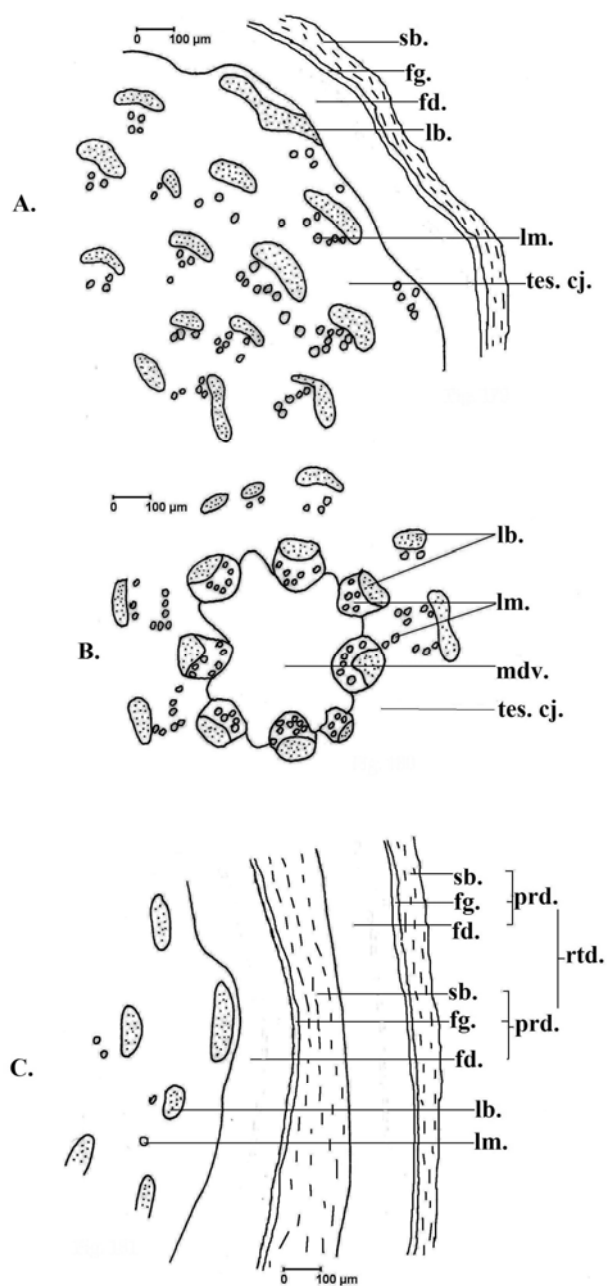 0 100 µm
sb.
fg.
fd.
lb.
A.
lm.
tes. cj.
0 100 µm
lb.
lm.
B.
mdv.
tes. cj.
sb.
fg. prd.
fd.
rtd.
sb.
fg. prd.
fd.
C.
lb.
lm.
0 100 µm